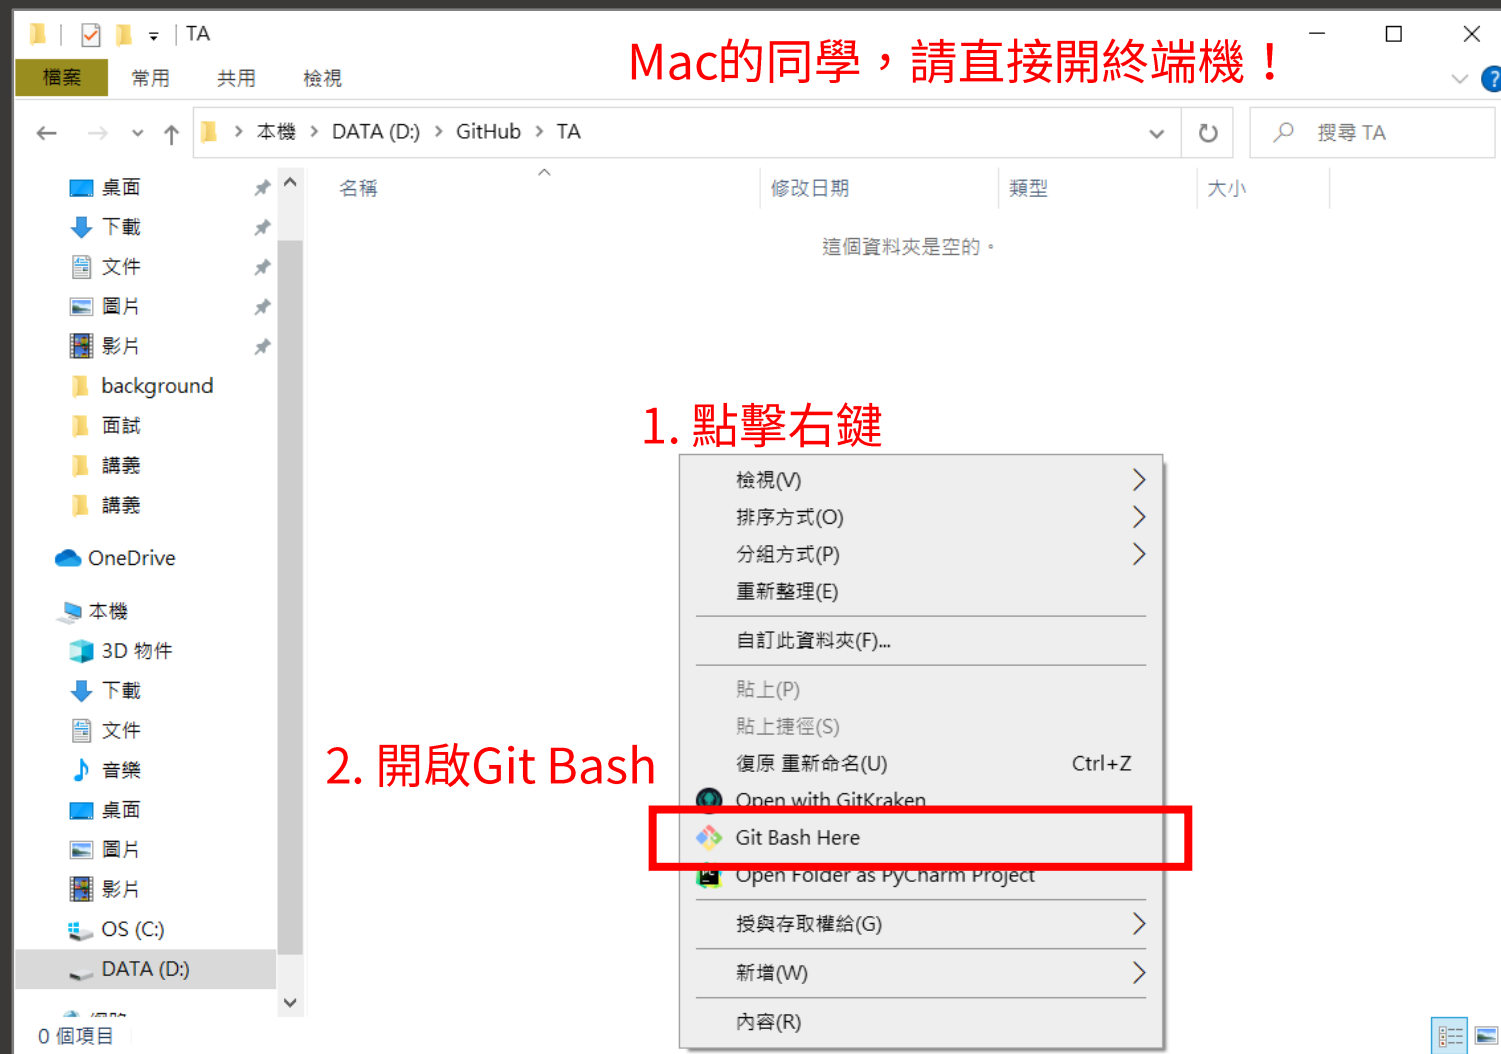 TA
Mac的同學，請直接開終端機！
檔案 常用 共用 檢視
本機 > DATA (D:) > GitHub > TA
搜尋 TA
名稱 修改日期 類型 大小
這個資料夾是空的。
桌面
下載
文件
圖片
影片
background
面試
講義
講義
OneDrive
本機
3D 物件
下載
文件
音樂
桌面
圖片
影片
OS (C:)
DATA (D:)
0 個項目
1. 點擊右鍵
檢視(V)
排序方式(O)
分組方式(P)
重新整理(E)
自訂此資料夾(F)...
貼上(P)
貼上捷徑(S)
復原 重新命名(U) Ctrl+Z
2. 開啟Git Bash
Open with GitKraken
Git Bash Here
Open Folder as PyCharm Project
授與存取權給(G)
新增(W)
內容(R)